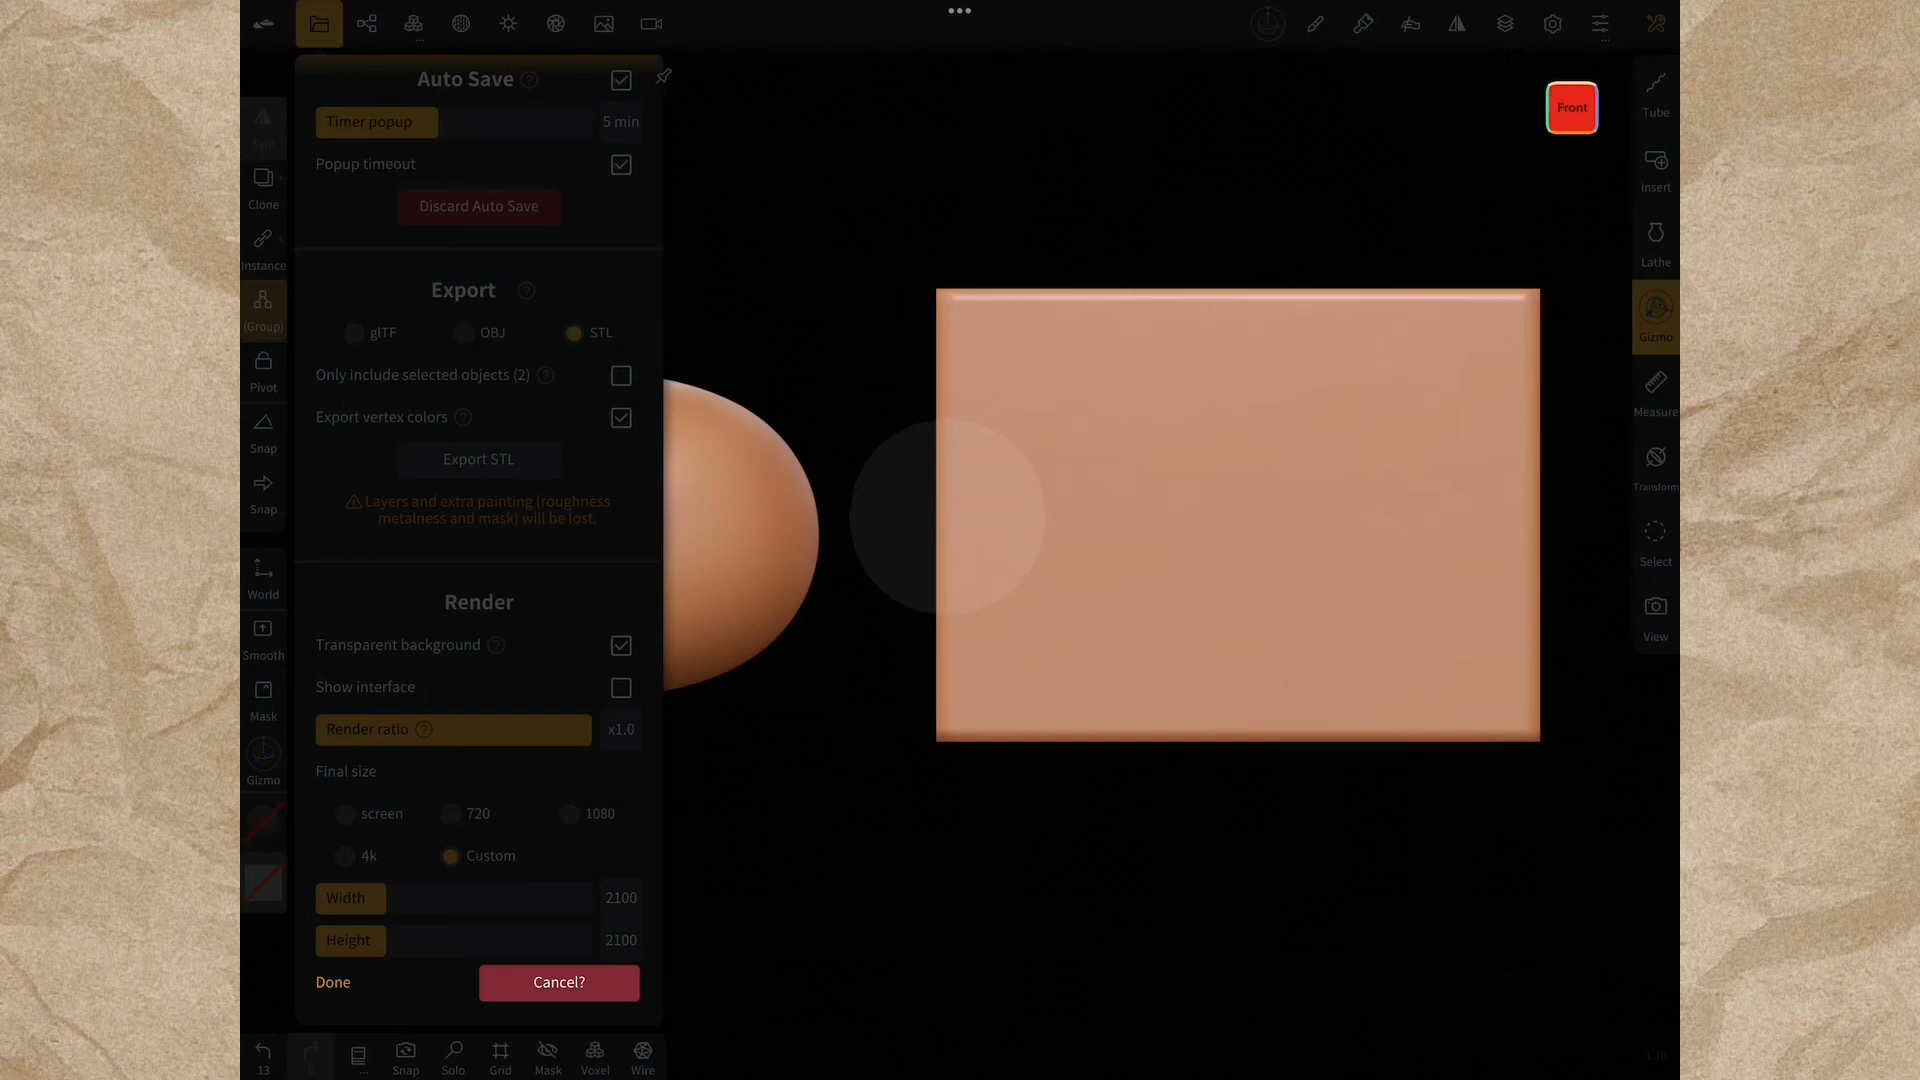 Auto Save
Timer popup 5 min
Popup timeout
Discard Auto Save
Export
glTF OBJ STL
Only include selected objects (2)
Export vertex colors
Export STL
Layers and extra painting (roughness
metalness and mask) will be lost.
Render
Transparent background
Show interface
Render ratio x1.0
Final size
screen 720 1080
4k Custom
Width 2100
Height 2100
Done Cancel?
Sym
Clone
Instance
(Group)
Pivot
Snap
Snap
World
Smooth
Mask
Gizmo
Front
Tube
Insert
Lathe
Gizmo
Measure
Transform
Select
View
1.70
13 0 ... Snap Solo Grid Mask Voxel Wire